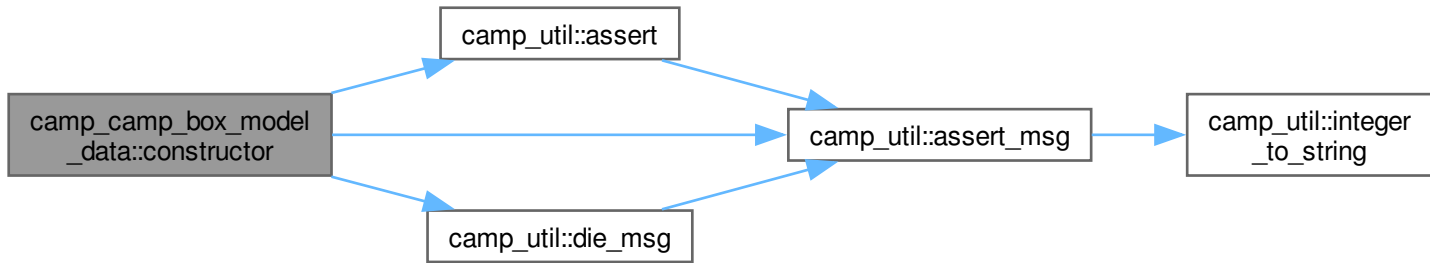 camp_camp_box_model
_data::constructor
camp_util::assert
camp_util::die_msg
camp_util::assert_msg
camp_util::integer
_to_string